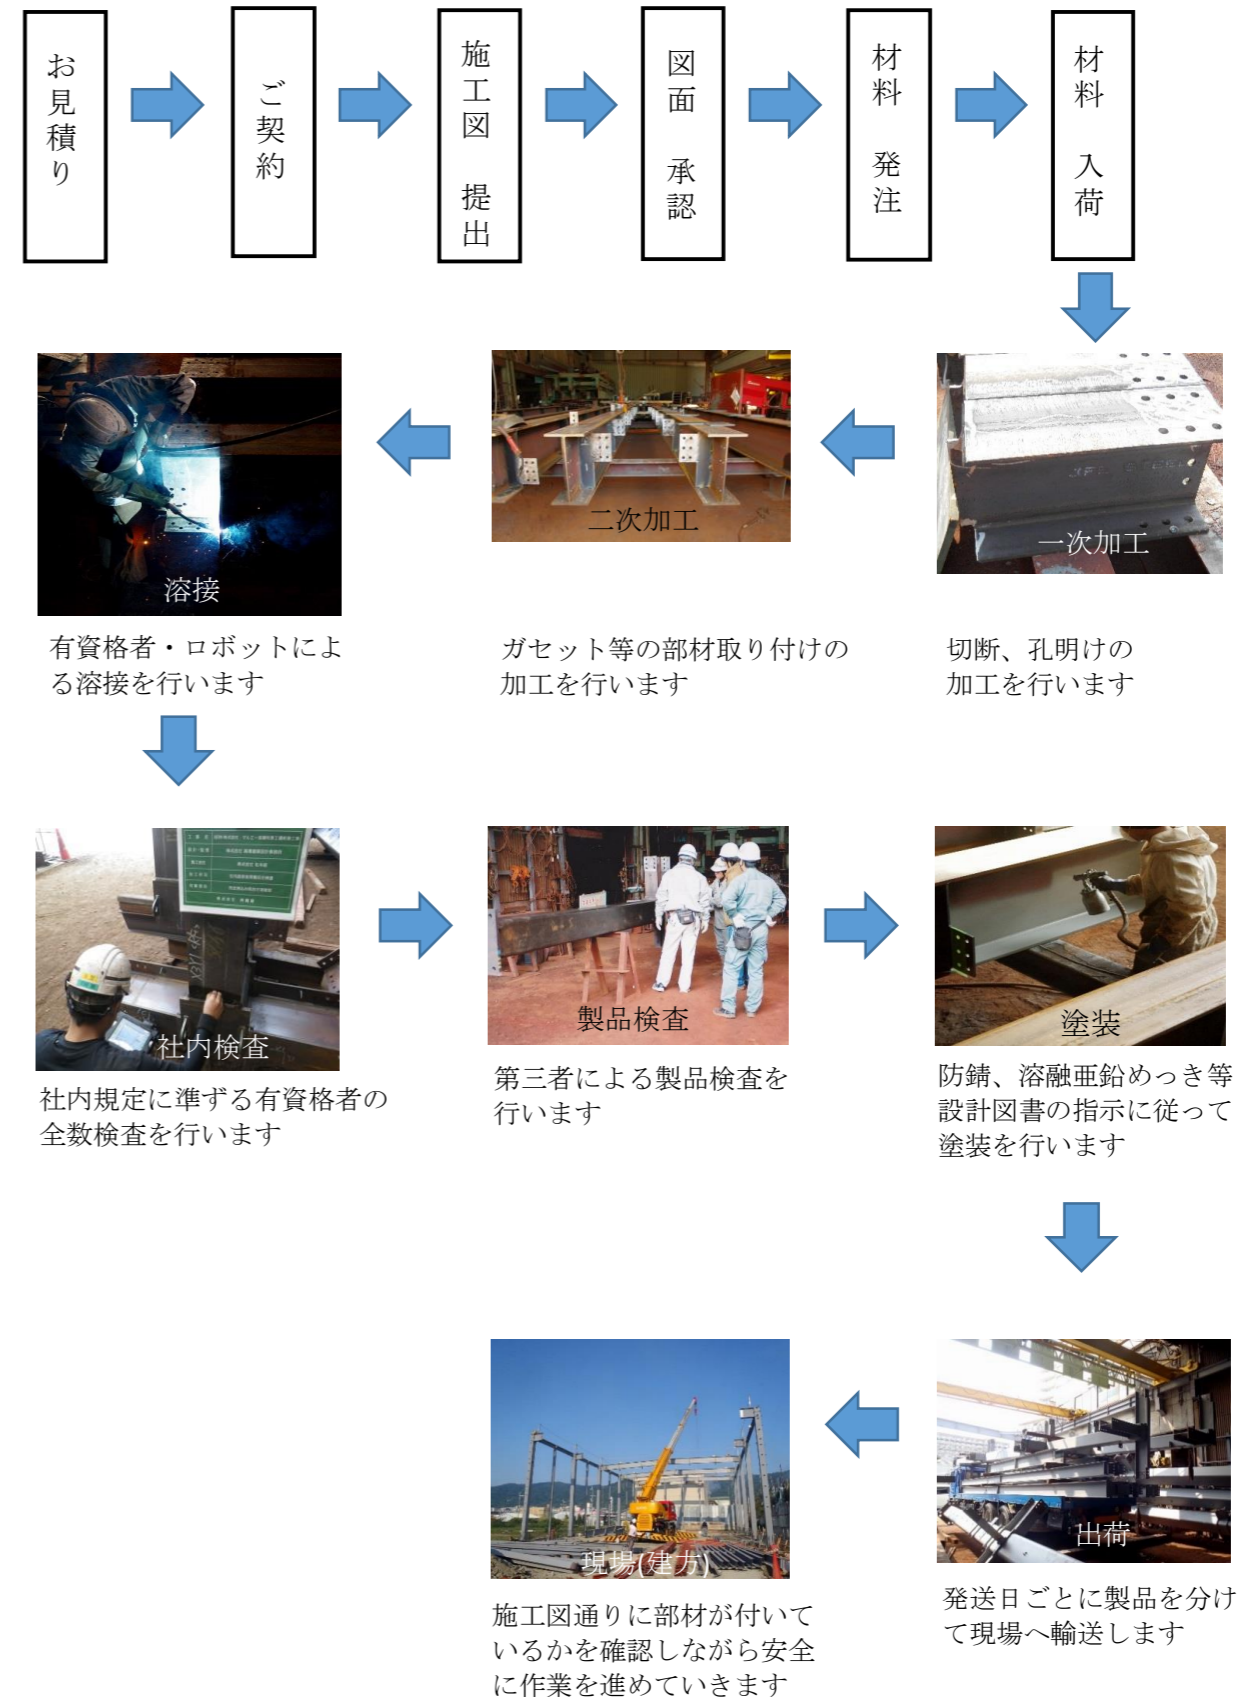 お見積り
ご契約
施工図 提出
図面 承認
材料 発注
材料 入荷
一次加工
切断、孔明けの
加工を行います
二次加工
ガセット等の部材取り付けの
加工を行います
溶接
有資格者・ロボットによ
る溶接を行います
社内検査
社内規定に準ずる有資格者の
全数検査を行います
製品検査
第三者による製品検査を
行います
塗装
防錆、溶融亜鉛めっき等
設計図書の指示に従って
塗装を行います
出荷
発送日ごとに製品を分け
て現場へ輸送します
現場(建方)
施工図通りに部材が付いて
いるかを確認しながら安全
に作業を進めていきます